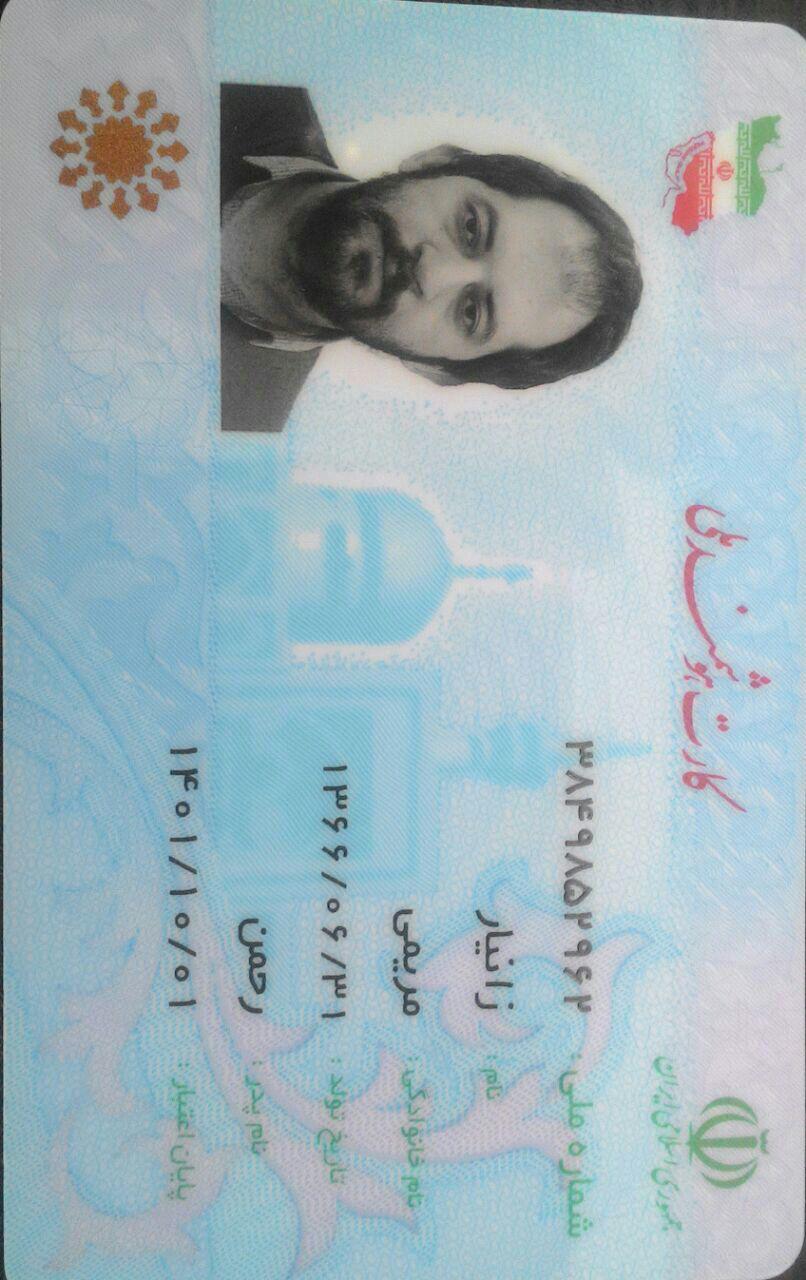 کارت هوشمند ملی
جمهوری اسلامی ایران
شماره ملی : ۳۸۴۹۸۵۲۹۶۲
نام : زانیار
نام خانوادگی : مریمی
تاریخ تولد : ۱۳۶۶/۰۶/۳۱
نام پدر : رحمن
پایان اعتبار : ۱۴۰۱/۱۰/۰۱